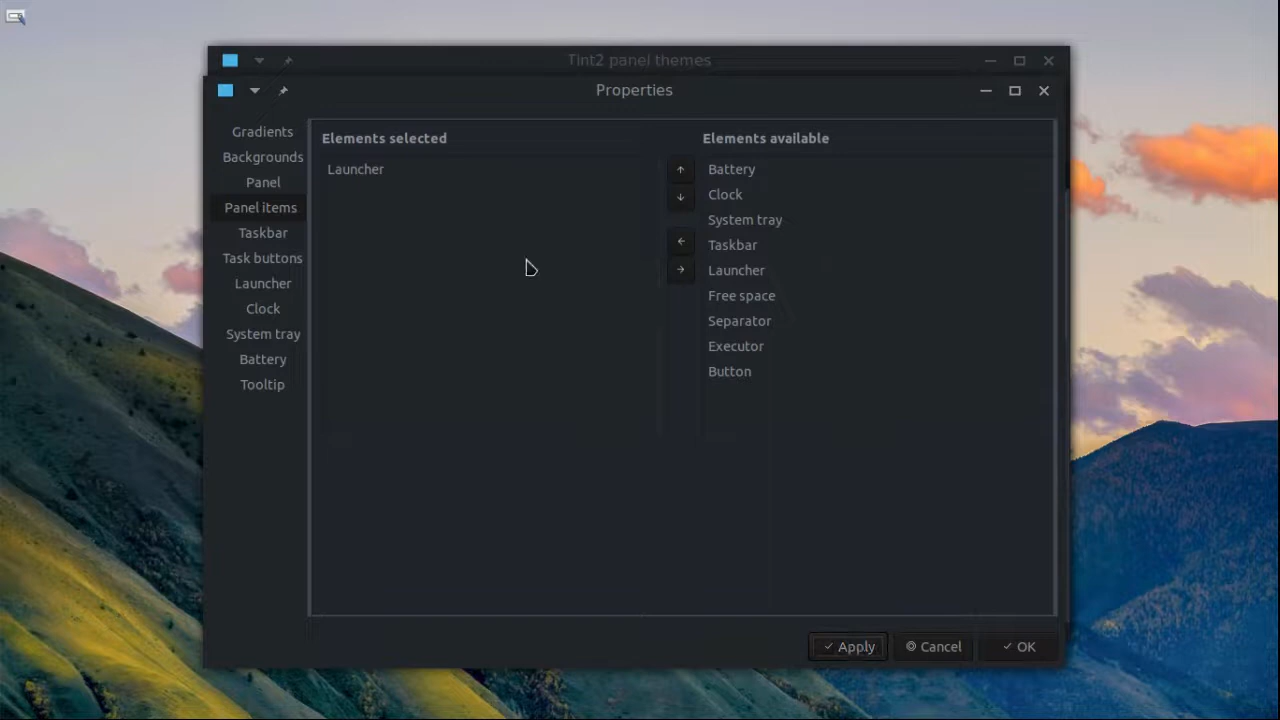 Tint2 panel themes
Properties
Gradients
Backgrounds
Panel
Panel items
Taskbar
Task buttons
Launcher
Clock
System tray
Battery
Tooltip
Elements selected
Launcher
Elements available
Battery
Clock
System tray
Taskbar
Launcher
Free space
Separator
Executor
Button
Apply
Cancel
OK